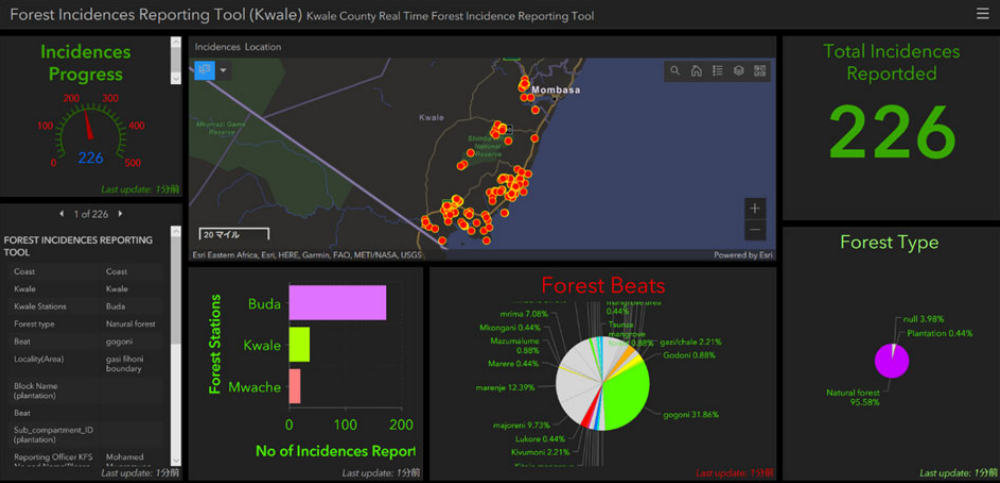 Forest Incidences Reporting Tool (Kwale) Kwale County Real Time Forest Incidence Reporting Tool
Incidences
Progress
200
300
100
400
0
500
226
Last update: 1分前
1 of 226
FOREST INCIDENCES REPORTING
TOOL
Coast Coast
Kwale Kwale
Kwale Stations Buda
Forest type Natural forest
Beat gogoni
Locality(Area) gasi fihoni
boundary
Block Name
(plantation)
Beat
Sub_compartment_ID
(plantation)
Reporting Officer KFS Mohamed
Last update: 1分前
Incidences Location
Mombasa
Kwale
Mkomazi Game
Reserve
National
Reserve
20 マイル
Esri Eastern Africa, Esri, HERE, Garmin, FAO, METI/NASA, USGS
Powered by Esri
Forest Stations
Buda
Kwale
Mwache
0 100 200
No of Incidences Report
Last update: 1分前
Forest Beats
0.44%
mrima 7.08%
Mkongani 0.44%
Mazumalume
0.88%
Marere 0.44%
marenje 12.39%
majoreni 9.73%
Lukore 0.44%
Kivumoni 2.21%
Tsunza
mangrove
0.88%
gazi/chale 2.21%
Godoni 0.88%
gogoni 31.86%
Last update: 1分前
Total Incidences
Reportded
226
Forest Type
null 3.98%
Plantation 0.44%
Natural forest
95.58%
Last update: 1分前